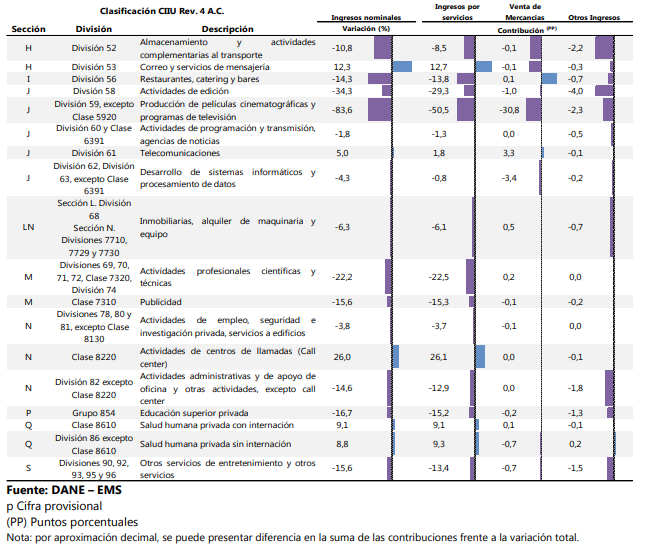 Clasificación CIIU Rev. 4 A.C. Ingresos nominales Ingresos por servicios Venta de Mercancias Otros Ingresos
Sección División Descripción Variación (%) Contribución (PP)
H División 52 Almacenamiento y actividades complementarias al transporte -10,8 -8,5 -0,1 -2,2
H División 53 Correo y servicios de mensajería 12,3 12,7 -0,1 -0,3
I División 56 Restaurantes, catering y bares -14,3 -13,8 0,1 -0,7
J Divsión 58 Actividades de edición -34,3 -29,3 -1,0 -4,0
J División 59, excepto Clase 5920 Producción de películas cinematográficas y programas de televisión -83,6 -50,5 -30,8 -2,3
J División 60 y Clase 6391 Actividades de programación y transmisión, agencias de noticias -1,8 -1,3 0,0 -0,5
J División 61 Telecomunicaciones 5,0 1,8 3,3 -0,1
J División 62, División 63, excepto Clase 6391 Desarrollo de sistemas informáticos y procesamiento de datos -4,3 -0,8 -3,4 -0,2
LN Sección L. División 68 Sección N. Divisiones 7710, 7729 y 7730 Inmobiliarias, alquiler de maquinaria y equipo -6,3 -6,1 0,5 -0,7
M Divisiones 69, 70, 71, 72, Clase 7320, División 74 Actividades profesionales científicas y técnicas -22,2 -22,5 0,2 0,0
M Clase 7310 Publicidad -15,6 -15,3 -0,1 -0,2
N Divisiones 78, 80 y 81, excepto Clase 8130 Actividades de empleo, seguridad e investigación privada, servicios a edificios -3,8 -3,7 -0,1 0,0
N Clase 8220 Actividades de centros de llamadas (Call center) 26,0 26,1 0,0 -0,1
N División 82 excepto Clase 8220 Actividades administrativas y de apoyo de oficina y otras actividades, excepto call center -14,6 -12,9 0,0 -1,8
P Grupo 854 Educación superior privada -16,7 -15,2 -0,2 -1,3
Q Clase 8610 Salud humana privada con internación 9,1 9,1 0,1 -0,1
Q División 86 excepto Clase 8610 Salud humana privada sin internación 8,8 9,3 -0,7 0,2
S Divisiones 90, 92, 93, 95 y 96 Otros servicios de entretenimiento y otros servicios -15,6 -13,4 -0,7 -1,5
Fuente: DANE – EMS
p Cifra provisional
(PP) Puntos porcentuales
Nota: por aproximación decimal, se puede presentar diferencia en la suma de las contribuciones frente a la variación total.